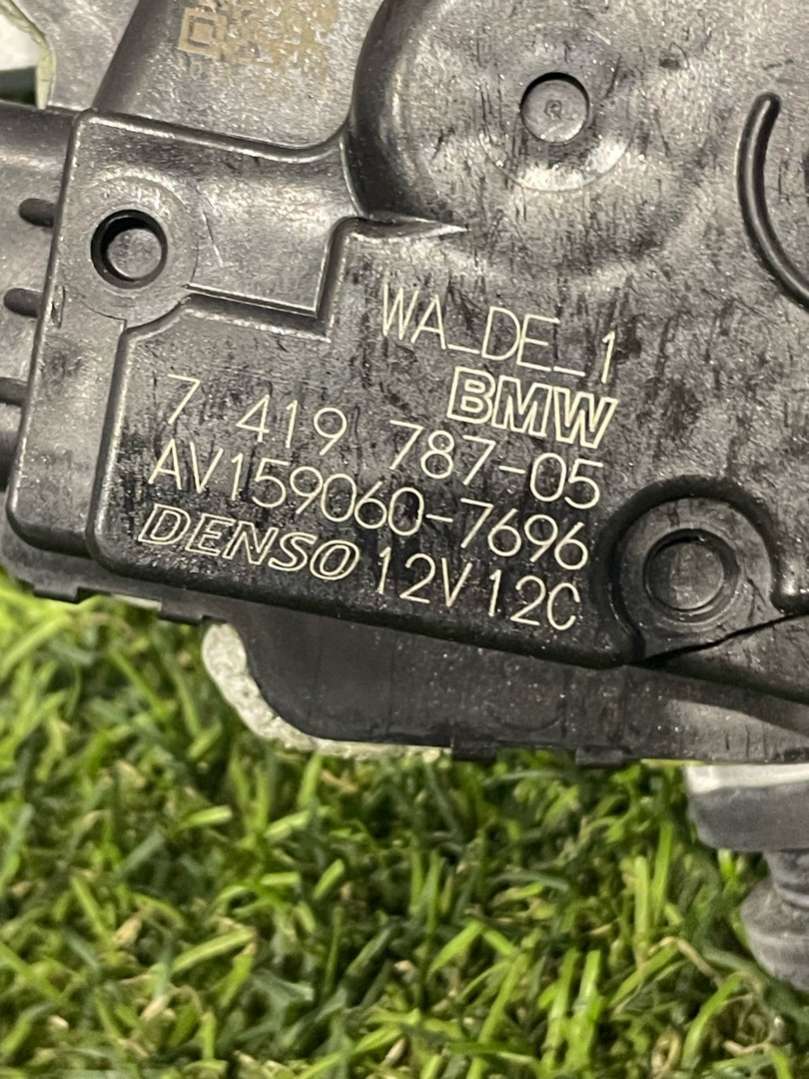 WA_DE_1
BMW
7 419 787-05
AV159060-7696
DENSO 12V 12C